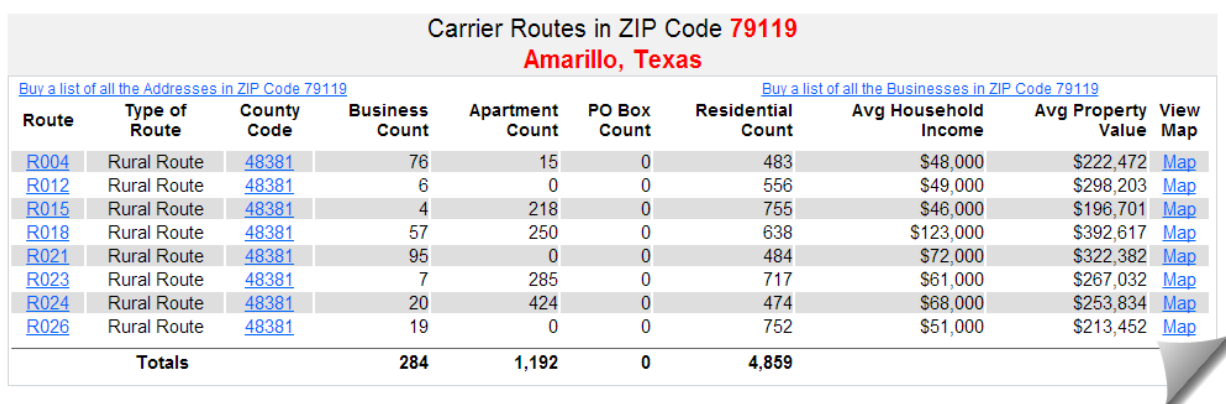 Carrier Routes in ZIP Code 79119
Amarillo, Texas
Buy a list of all the Addresses in ZIP Code 79119 Buy a list of all the Businesses in ZIP Code 79119
Route Type of Route County Code Business Count Apartment Count PO Box Count Residential Count Avg Household Income Avg Property Value View Map
R004 Rural Route 48381 76 15 0 483 $48,000 $222,472 Map
R012 Rural Route 48381 6 0 0 556 $49,000 $298,203 Map
R015 Rural Route 48381 4 218 0 755 $46,000 $196,701 Map
R018 Rural Route 48381 57 250 0 638 $123,000 $392,617 Map
R021 Rural Route 48381 95 0 0 484 $72,000 $322,382 Map
R023 Rural Route 48381 7 285 0 717 $61,000 $267,032 Map
R024 Rural Route 48381 20 424 0 474 $68,000 $253,834 Map
R026 Rural Route 48381 19 0 0 752 $51,000 $213,452 Map
Totals 284 1,192 0 4,859